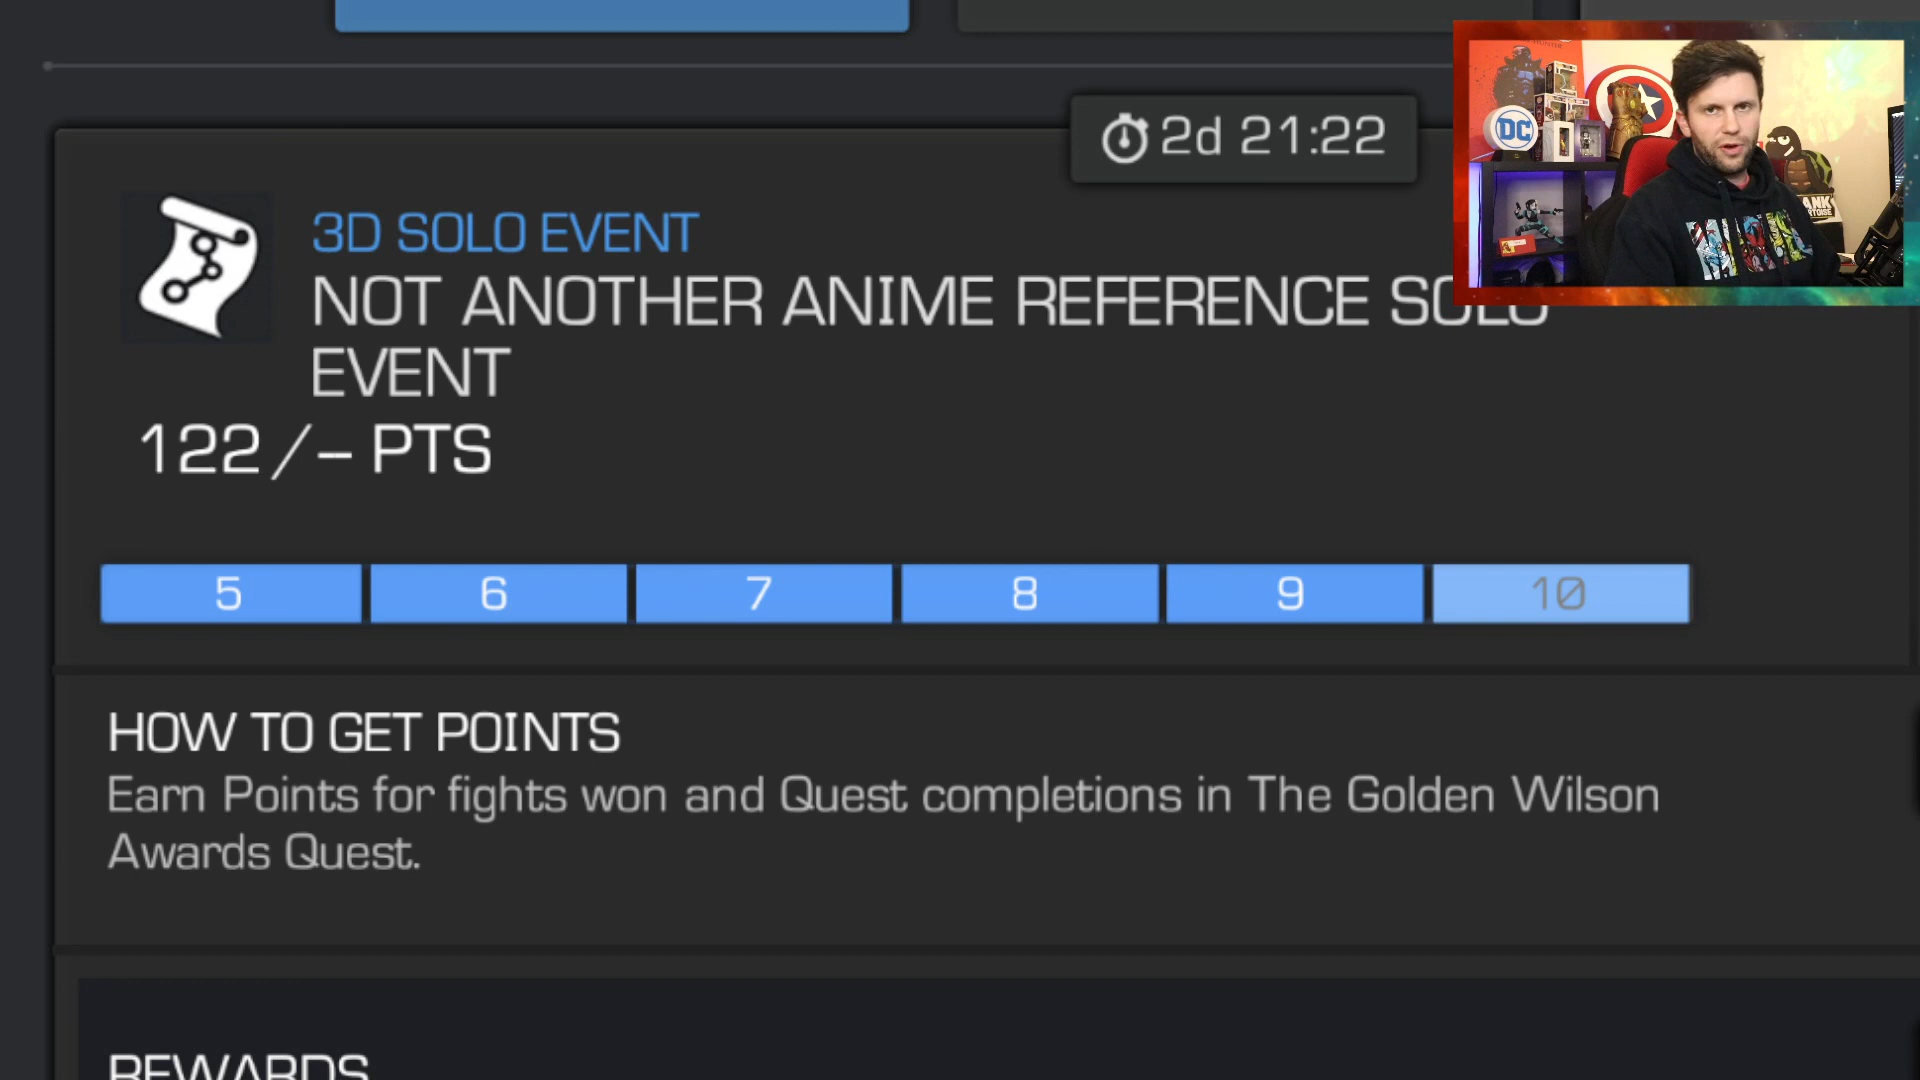 2d 21:22
3D SOLO EVENT
NOT ANOTHER ANIME REFERENCE SOLO
EVENT
122 / – PTS
5 6 7 8 9 10
HOW TO GET POINTS
Earn Points for fights won and Quest completions in The Golden Wilson
Awards Quest.
REWARDS
DC